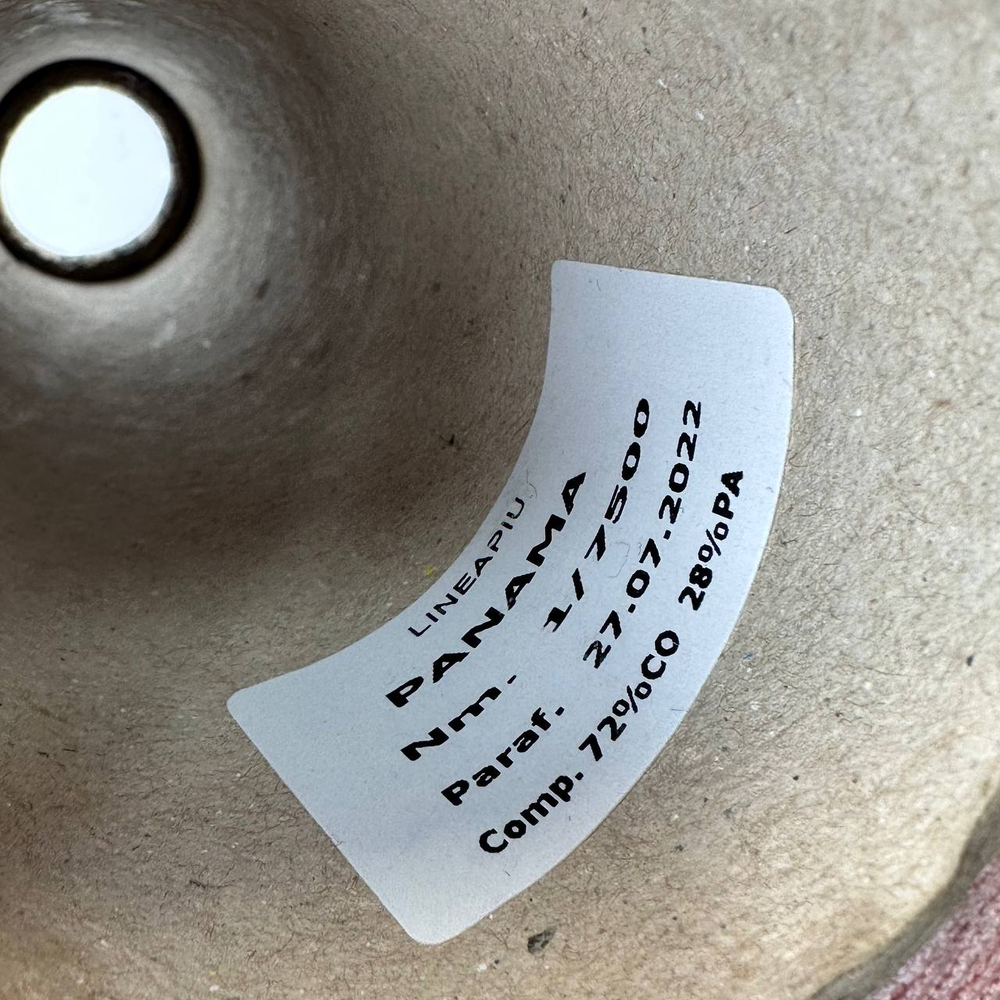 LINEAPIU
PANAMA
Nm. 1/7500
Paraf. 27.07.2022
Comp. 72%CO 28%PA